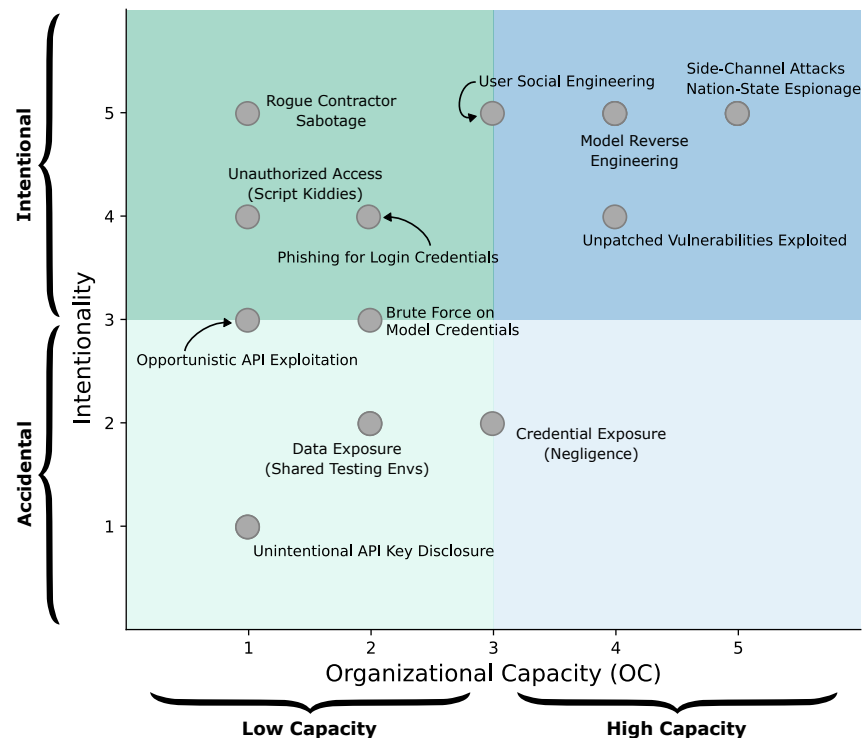 Side-Channel Attacks
Nation-State Espionage
User Social Engineering
Rogue Contractor
Sabotage
Model Reverse
Engineering
Unauthorized Access
(Script Kiddies)
Phishing for Login Credentials
Unpatched Vulnerabilities Exploited
Brute Force on
Model Credentials
Opportunistic API Exploitation
Data Exposure
(Shared Testing Envs)
Credential Exposure
(Negligence)
Unintentional API Key Disclosure
Intentional
Accidental
Intentionality
5
4
3
2
1
1 2 3 4 5
Organizational Capacity (OC)
Low Capacity
High Capacity